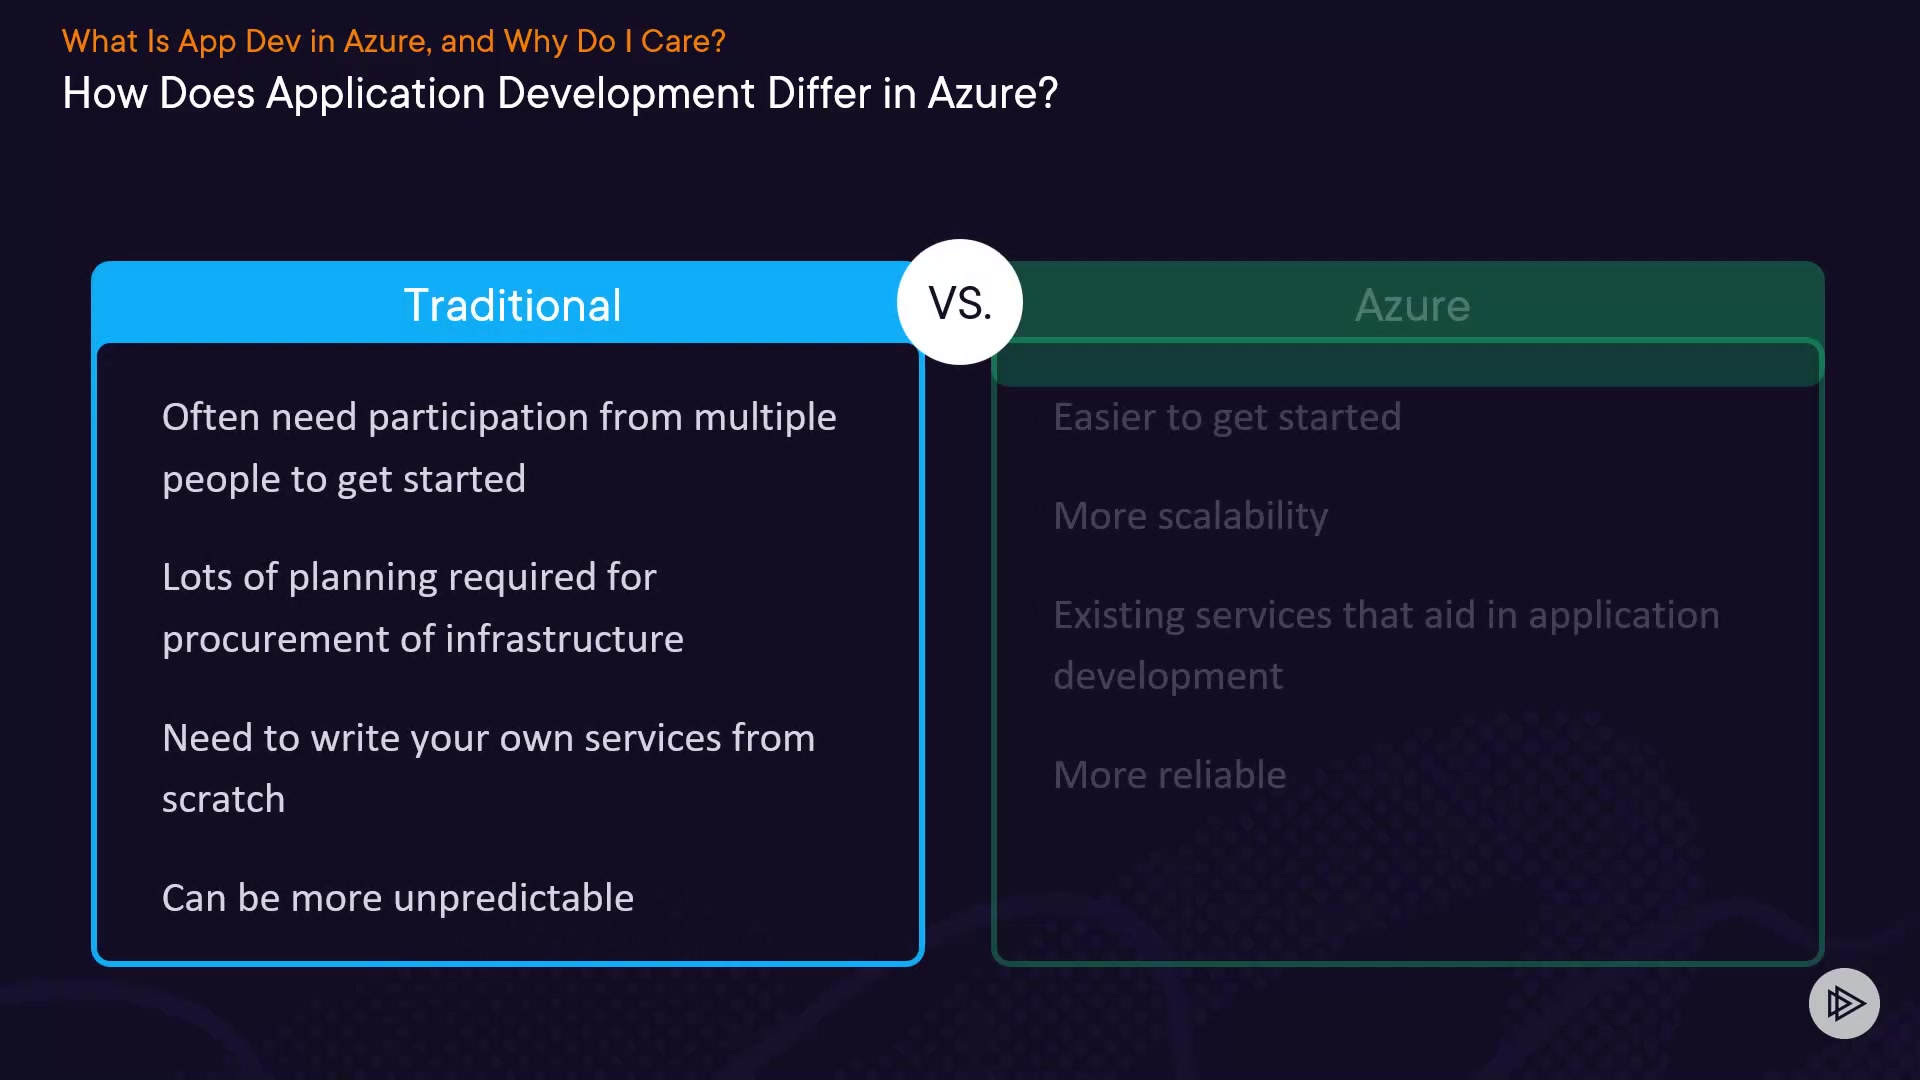 What Is App Dev in Azure, and Why Do I Care?
How Does Application Development Differ in Azure?
Traditional
VS.
Azure
Often need participation from multiple
people to get started
Lots of planning required for
procurement of infrastructure
Need to write your own services from
scratch
Can be more unpredictable
Easier to get started
More scalability
Existing services that aid in application
development
More reliable